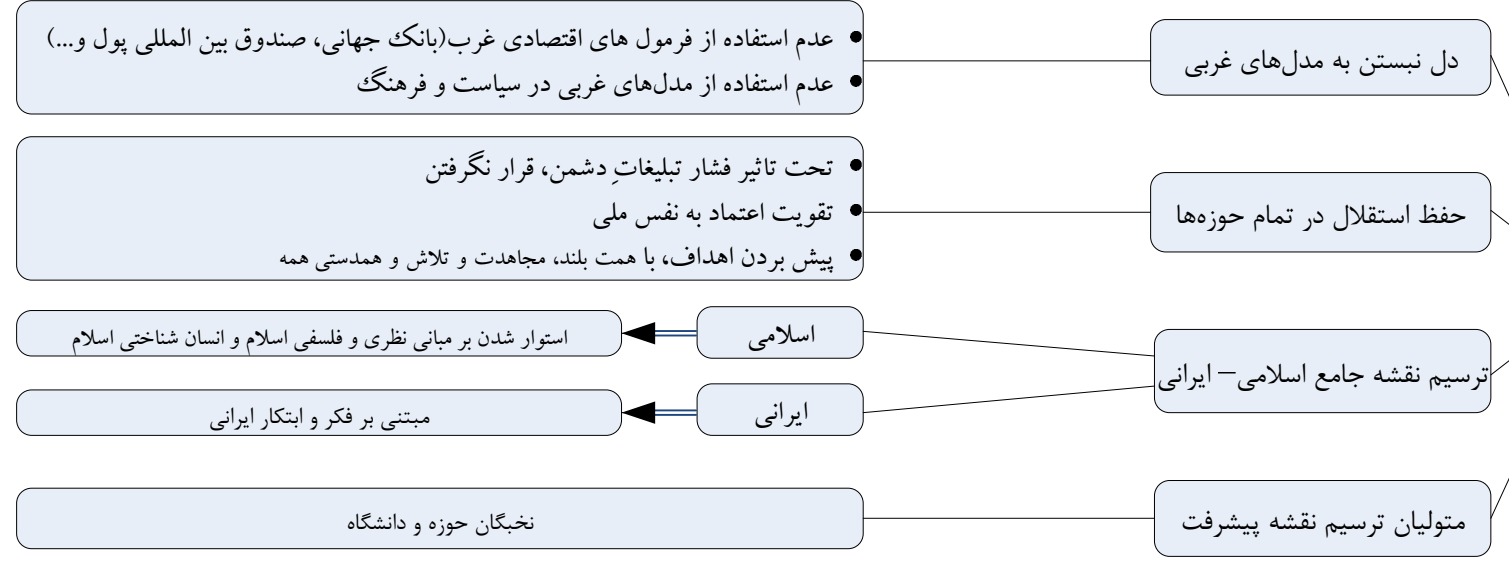 دل نبستن به مدل‌های غربی
• عدم استفاده از فرمول های اقتصادی غرب(بانک جهانی، صندوق بین المللی پول و...)
• عدم استفاده از مدل‌های غربی در سیاست و فرهنگ
حفظ استقلال در تمام حوزه‌ها
• تحت تاثیر فشار تبلیغاتِ دشمن، قرار نگرفتن
• تقویت اعتماد به نفس ملی
• پیش بردن اهداف، با همت بلند، مجاهدت و تلاش و همدستی همه
ترسیم نقشه جامع اسلامی– ایرانی
اسلامی
استوار شدن بر مبانی نظری و فلسفی اسلام و انسان شناختی اسلام
ایرانی
مبتنی بر فکر و ابتکار ایرانی
متولیان ترسیم نقشه پیشرفت
نخبگان حوزه و دانشگاه